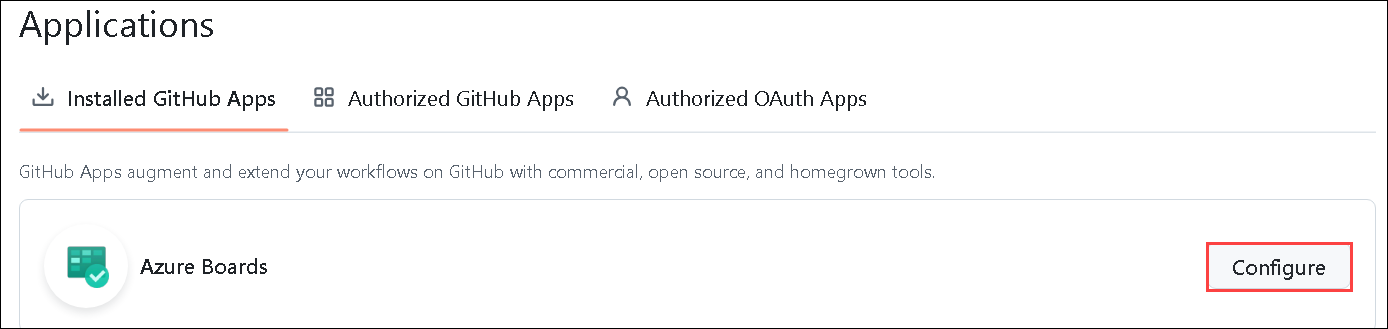 Applications
Installed GitHub Apps Authorized GitHub Apps Authorized OAuth Apps
GitHub Apps augment and extend your workflows on GitHub with commercial, open source, and homegrown tools.
Azure Boards Configure